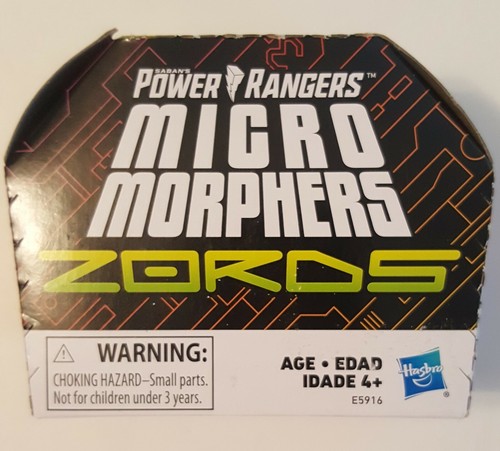 SABAN'S
POWER RANGERS™
MICRO
MORPHERS
ZORDS
WARNING:
CHOKING HAZARD–Small parts.
Not for children under 3 years.
AGE • EDAD
IDADE 4+
E5916
Hasbro
®